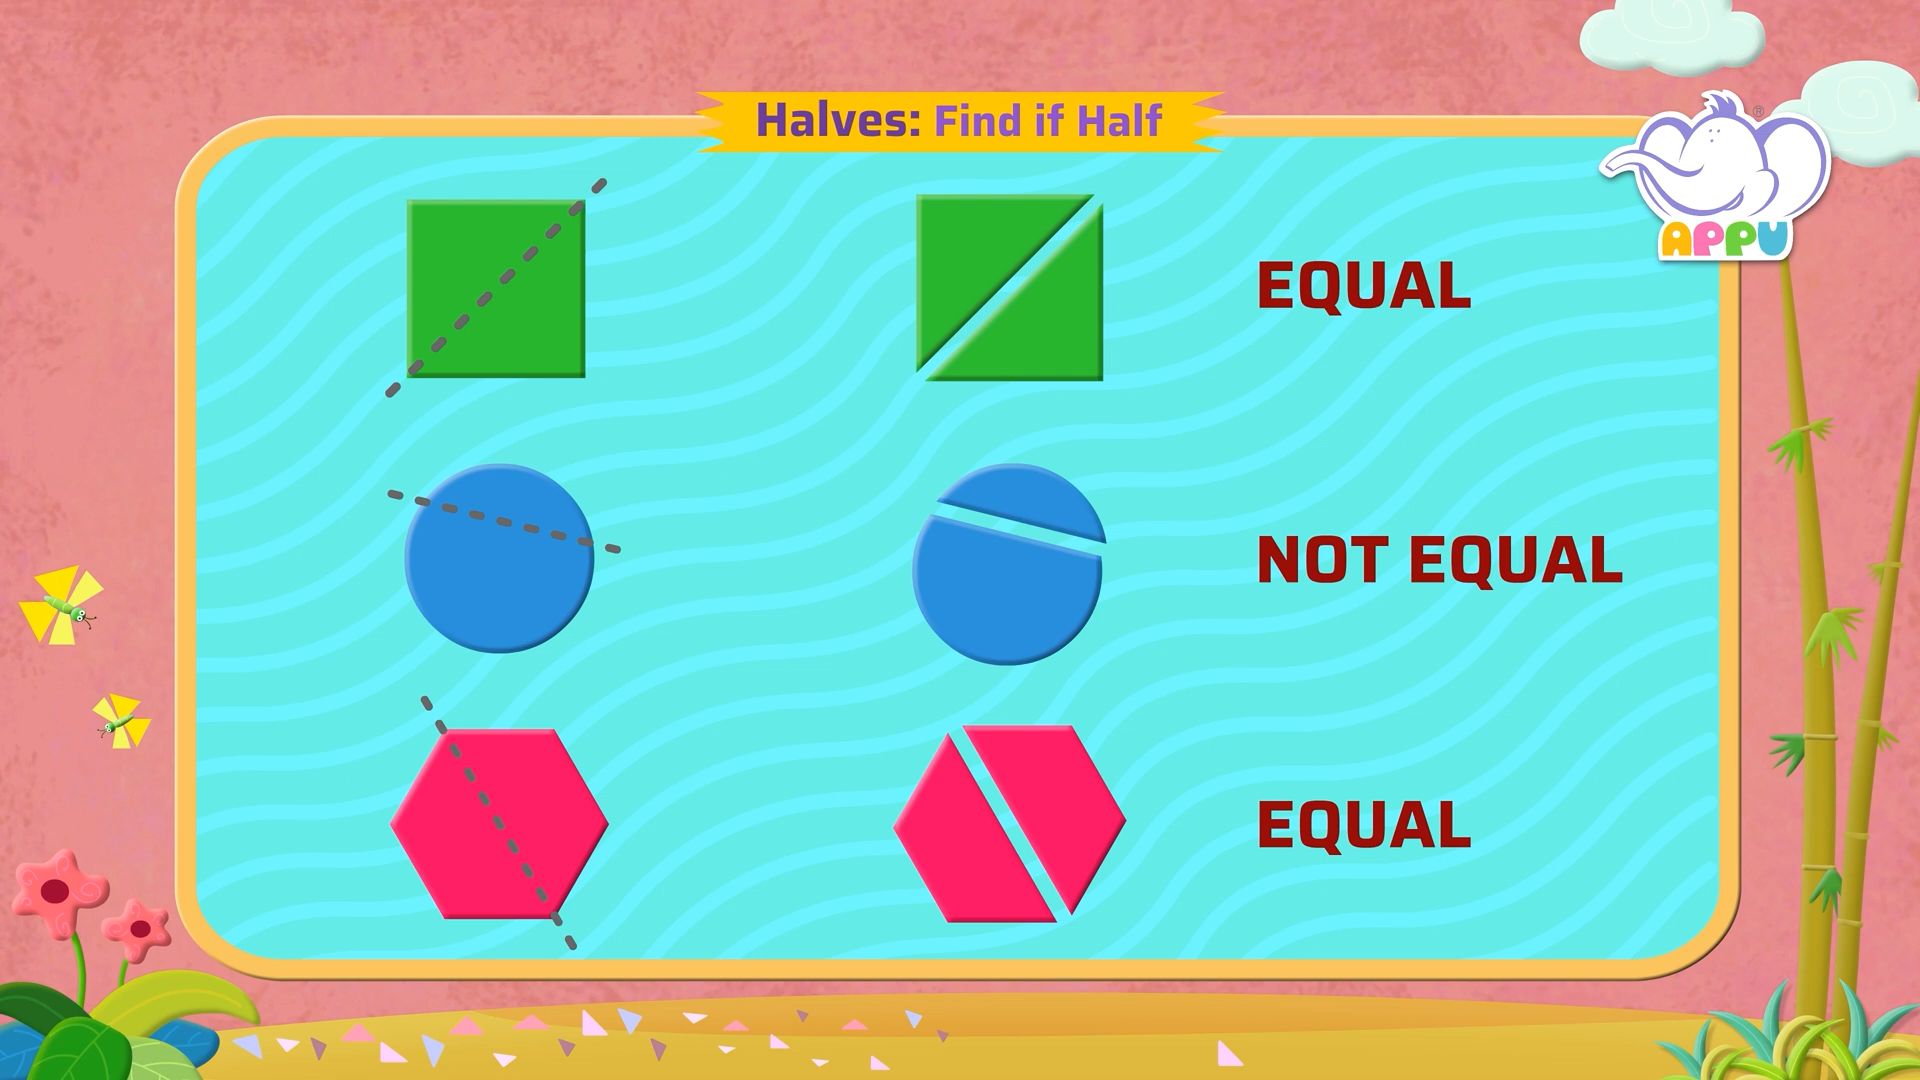 Halves: Find if Half
®
APPU
EQUAL
NOT EQUAL
EQUAL